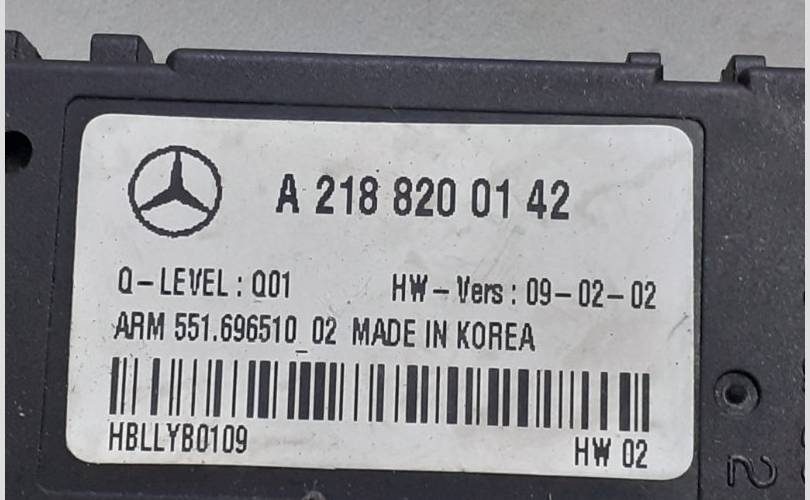 A 218 820 01 42
Q-LEVEL : Q01 HW-Vers : 09-02-02
ARM 551.696510_02 MADE IN KOREA
HBLLYB0109 HW 02
2